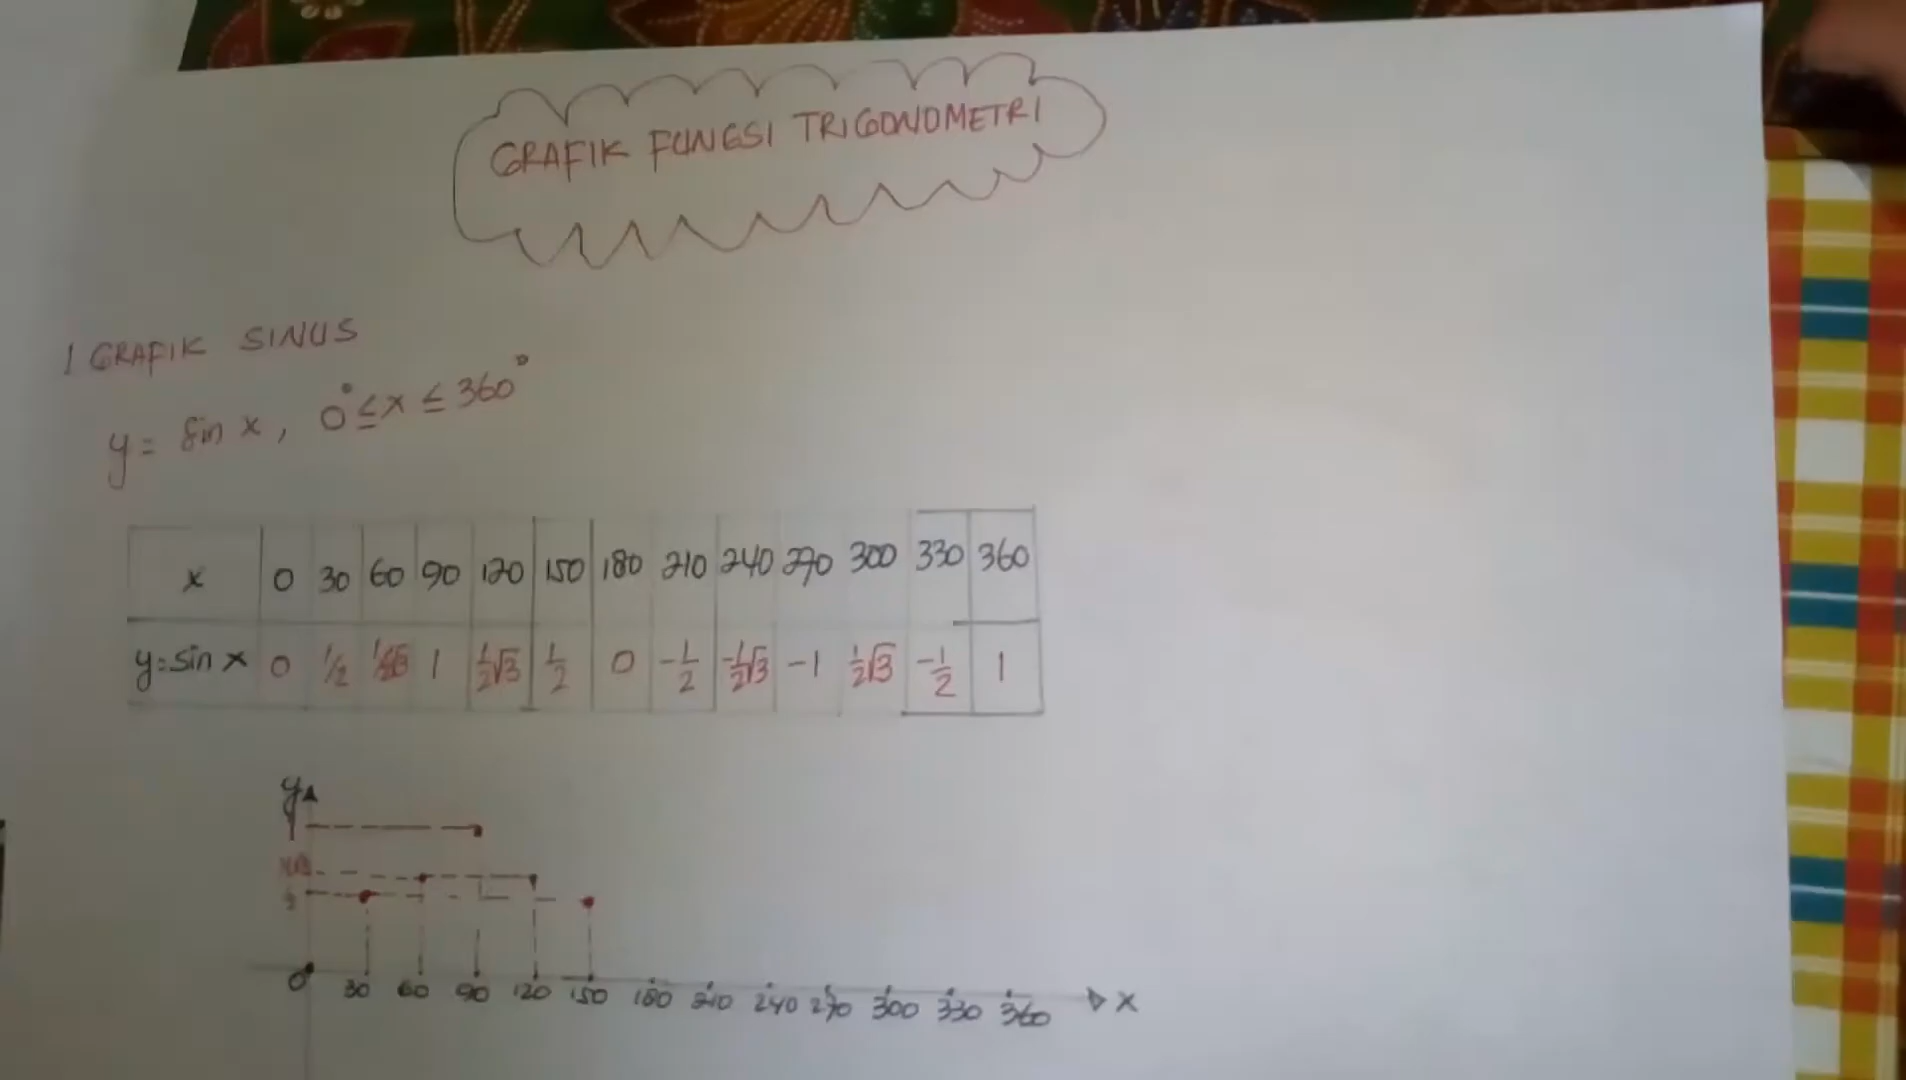 GRAFIK FUNGSI TRIGONOMETRI
1 GRAFIK SINUS
y = sin x, 0° ≤ x ≤ 360°
x 0 30 60 90 120 150 180 210 240 270 300 330 360
y = sin x 0 1/2 1/2√3 1 1/2√3 1/2 0 -1/2 -1/2√3 -1 1/2√3 -1/2 1
y
1
0 30 60 90 120 150 180 210 240 270 300 330 360 x